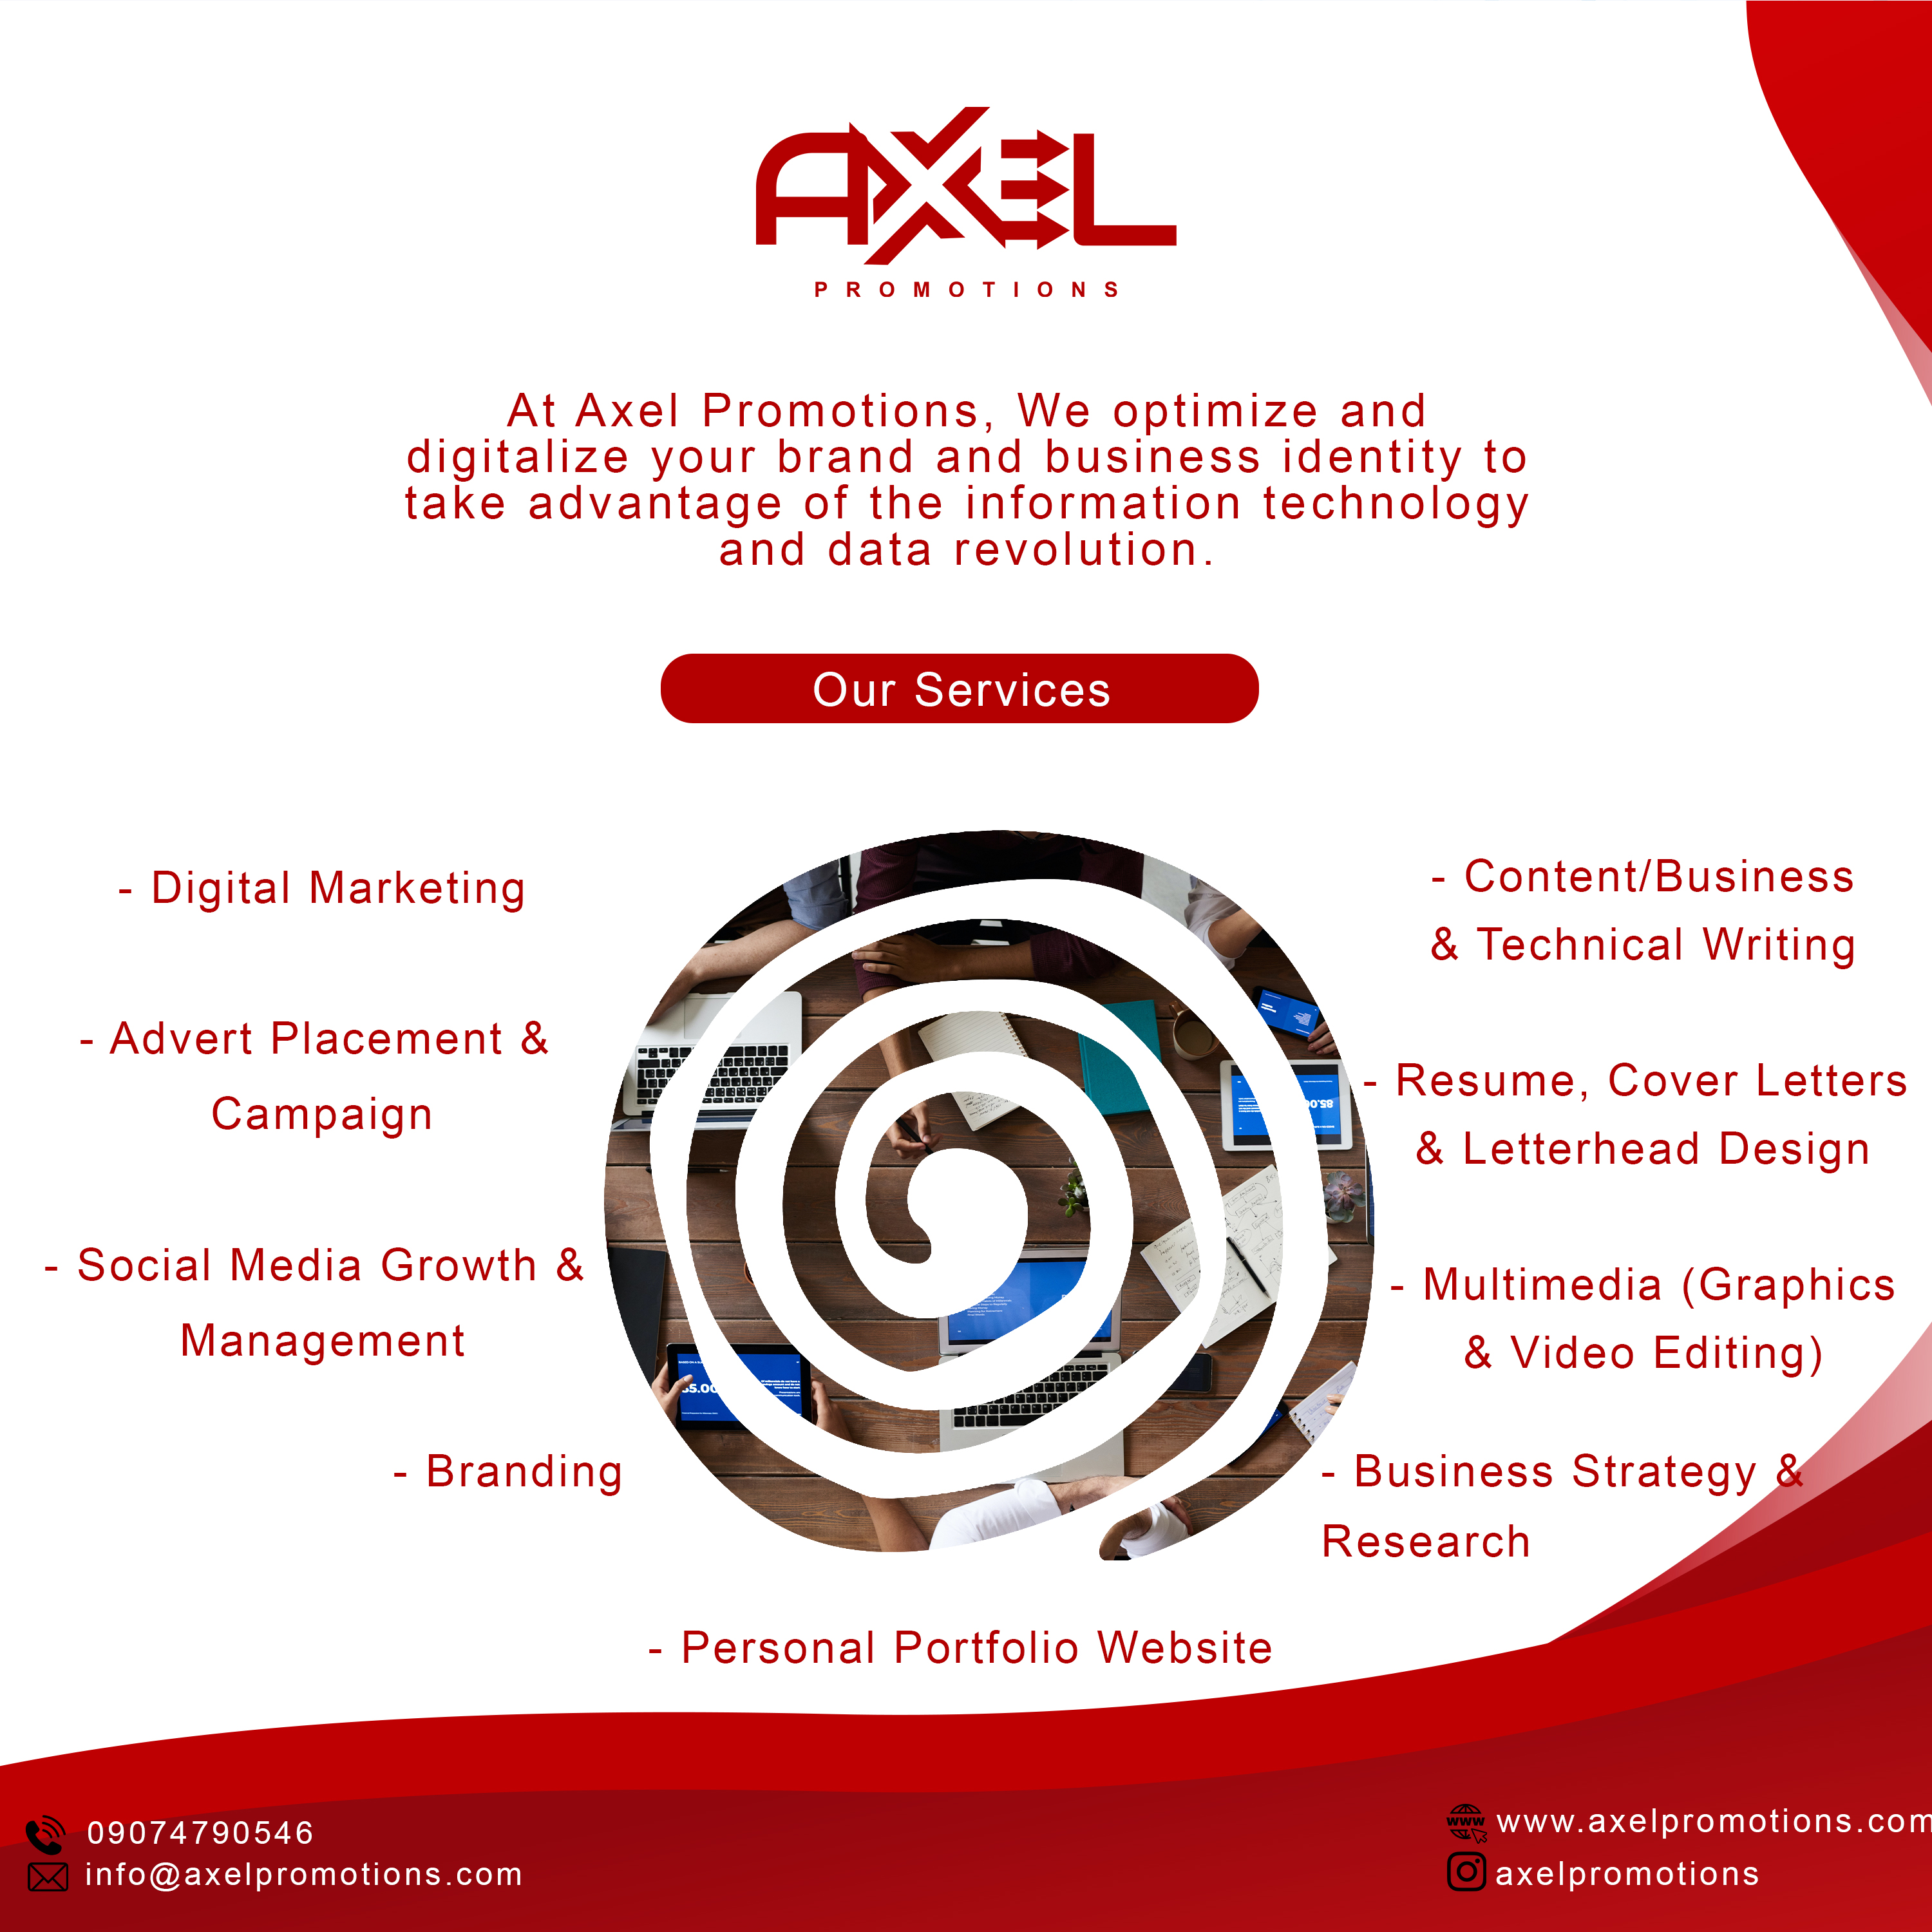 AXEL
PROMOTIONS
At Axel Promotions, We optimize and
digitalize your brand and business identity to
take advantage of the information technology
and data revolution.
Our Services
- Digital Marketing
- Advert Placement &
Campaign
- Social Media Growth &
Management
- Branding
- Content/Business
& Technical Writing
- Resume, Cover Letters
& Letterhead Design
- Multimedia (Graphics
& Video Editing)
- Business Strategy &
Research
- Personal Portfolio Website
09074790546
info@axelpromotions.com
www
www.axelpromotions.com
axelpromotions